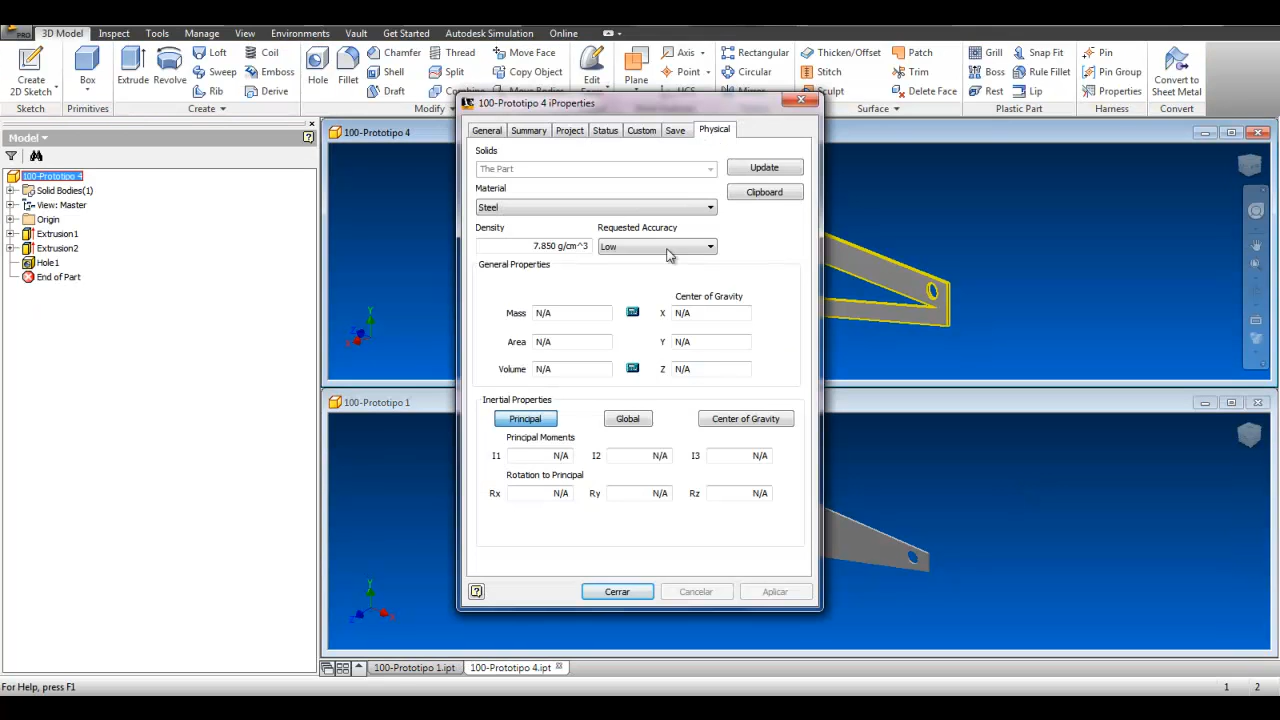 PRO
3D Model Inspect Tools Manage View Environments Vault Get Started Autodesk Simulation Online
Create
2D Sketch
Sketch
Box
Primitives
Extrude
Revolve
Loft
Sweep
Rib
Coil
Emboss
Derive
Create
Hole
Fillet
Chamfer
Shell
Draft
Thread
Split
Combine
Move Face
Copy Object
Modify
Edit
Plane
Axis
Point
UCS
Rectangular
Circular
Mirror
Thicken/Offset
Stitch
Sculpt
Patch
Trim
Delete Face
Surface
Grill
Boss
Rest
Snap Fit
Rule Fillet
Lip
Plastic Part
Pin
Pin Group
Properties
Harness
Convert to
Sheet Metal
Convert
Model
100-Prototipo 4
Solid Bodies(1)
View: Master
Origin
Extrusion1
Extrusion2
Hole1
End of Part
100-Prototipo 4
100-Prototipo 1
100-Prototipo 4 iProperties
General Summary Project Status Custom Save Physical
Solids
The Part
Update
Material
Clipboard
Steel
Density
Requested Accuracy
7.850 g/cm^3
Low
General Properties
Center of Gravity
Mass N/A X N/A
Area N/A Y N/A
Volume N/A Z N/A
Inertial Properties
Principal Global Center of Gravity
Principal Moments
I1 N/A I2 N/A I3 N/A
Rotation to Principal
Rx N/A Ry N/A Rz N/A
Cerrar Cancelar Aplicar
100-Prototipo 1.ipt 100-Prototipo 4.ipt
For Help, press F1
1 2